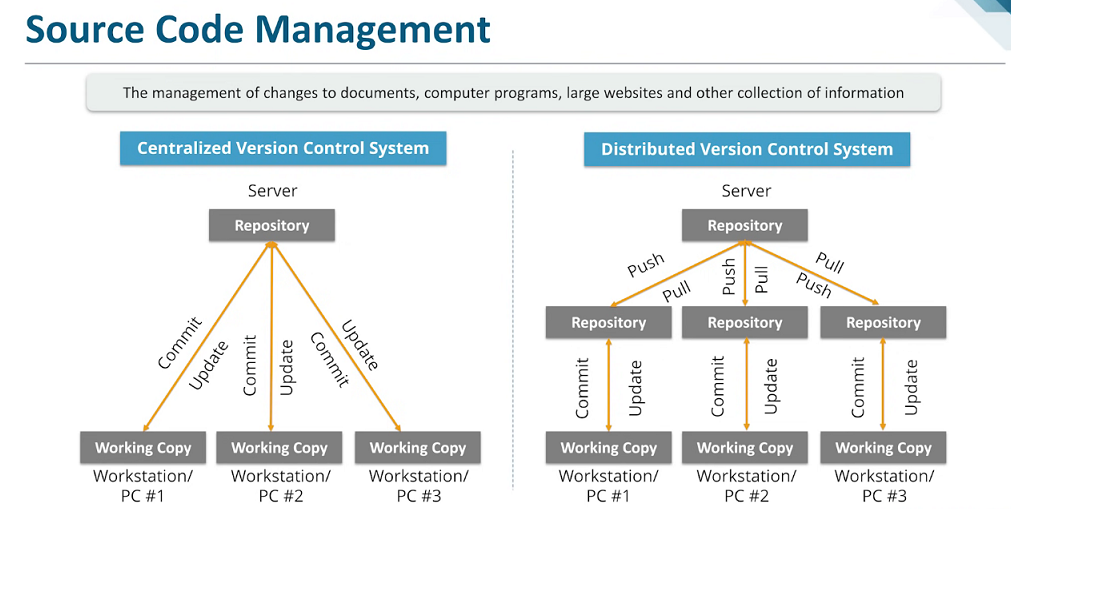 Source Code Management
The management of changes to documents, computer programs, large websites and other collection of information
Centralized Version Control System
Server
Repository
Commit
Update
Commit
Update
Commit
Update
Working Copy
Working Copy
Working Copy
Workstation/
PC #1
Workstation/
PC #2
Workstation/
PC #3
Distributed Version Control System
Server
Repository
Push
Pull
Push
Pull
Pull
Push
Repository
Repository
Repository
Commit
Update
Commit
Update
Commit
Update
Working Copy
Working Copy
Working Copy
Workstation/
PC #1
Workstation/
PC #2
Workstation/
PC #3